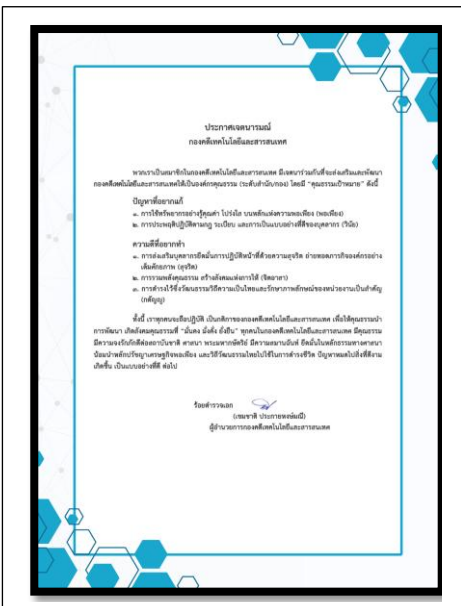 ประกาศเจตนารมณ์
กองคดีเทคโนโลยีและสารสนเทศ
พวกเราเป็นสมาชิกในกองคดีเทคโนโลยีและสารสนเทศ มีเจตนาร่วมกันที่จะส่งเสริมและพัฒนา
กองคดีเทคโนโลยีและสารสนเทศให้เป็นองค์กรคุณธรรม (ระดับสำนัก/กอง) โดยมี "คุณธรรมเป้าหมาย" ดังนี้
ปัญหาที่อยากแก้
๑. การใช้ทรัพยากรอย่างรู้คุณค่า โปร่งใส บนหลักแห่งความพอเพียง (พอเพียง)
๒. การประพฤติปฏิบัติตามกฎ ระเบียบ และการเป็นแบบอย่างที่ดีของบุคลากร (วินัย)
ความดีที่อยากทำ
๑. การส่งเสริมบุคลากรยึดมั่นการปฏิบัติหน้าที่ด้วยความสุจริต ถ่ายทอดภารกิจองค์กรอย่าง
เต็มศักยภาพ (สุจริต)
๒. การรวมพลังคุณธรรม สร้างสังคมแห่งการให้ (จิตอาสา)
๓. การดำรงไว้ซึ่งวัฒนธรรมวิถีความเป็นไทยและรักษาภาพลักษณ์ของหน่วยงานเป็นสำคัญ
(กตัญญู)
ทั้งนี้ เราทุกคนจะยึดปฏิบัติ เป็นกติกาของกองคดีเทคโนโลยีและสารสนเทศ เพื่อให้คุณธรรมนำ
การพัฒนา เกิดสังคมคุณธรรมที่ "มั่นคง มั่งคั่ง ยั่งยืน" ทุกคนในกองคดีเทคโนโลยีและสารสนเทศ มีคุณธรรม
มีความจงรักภักดีต่อสถาบันชาติ ศาสนา พระมหากษัตริย์ มีความสมานฉันท์ ยึดมั่นในหลักธรรมทางศาสนา
น้อมนำหลักปรัชญาเศรษฐกิจพอเพียง และวิถีวัฒนธรรมไทยไปใช้ในการดำรงชีวิต ปัญหาหมดไปสิ่งที่ดีงาม
เกิดขึ้น เป็นแบบอย่างที่ดี ต่อไป
ร้อยตำรวจเอก
(เขมชาติ ประกายหงษ์มณี)
ผู้อำนวยการกองคดีเทคโนโลยีและสารสนเทศ